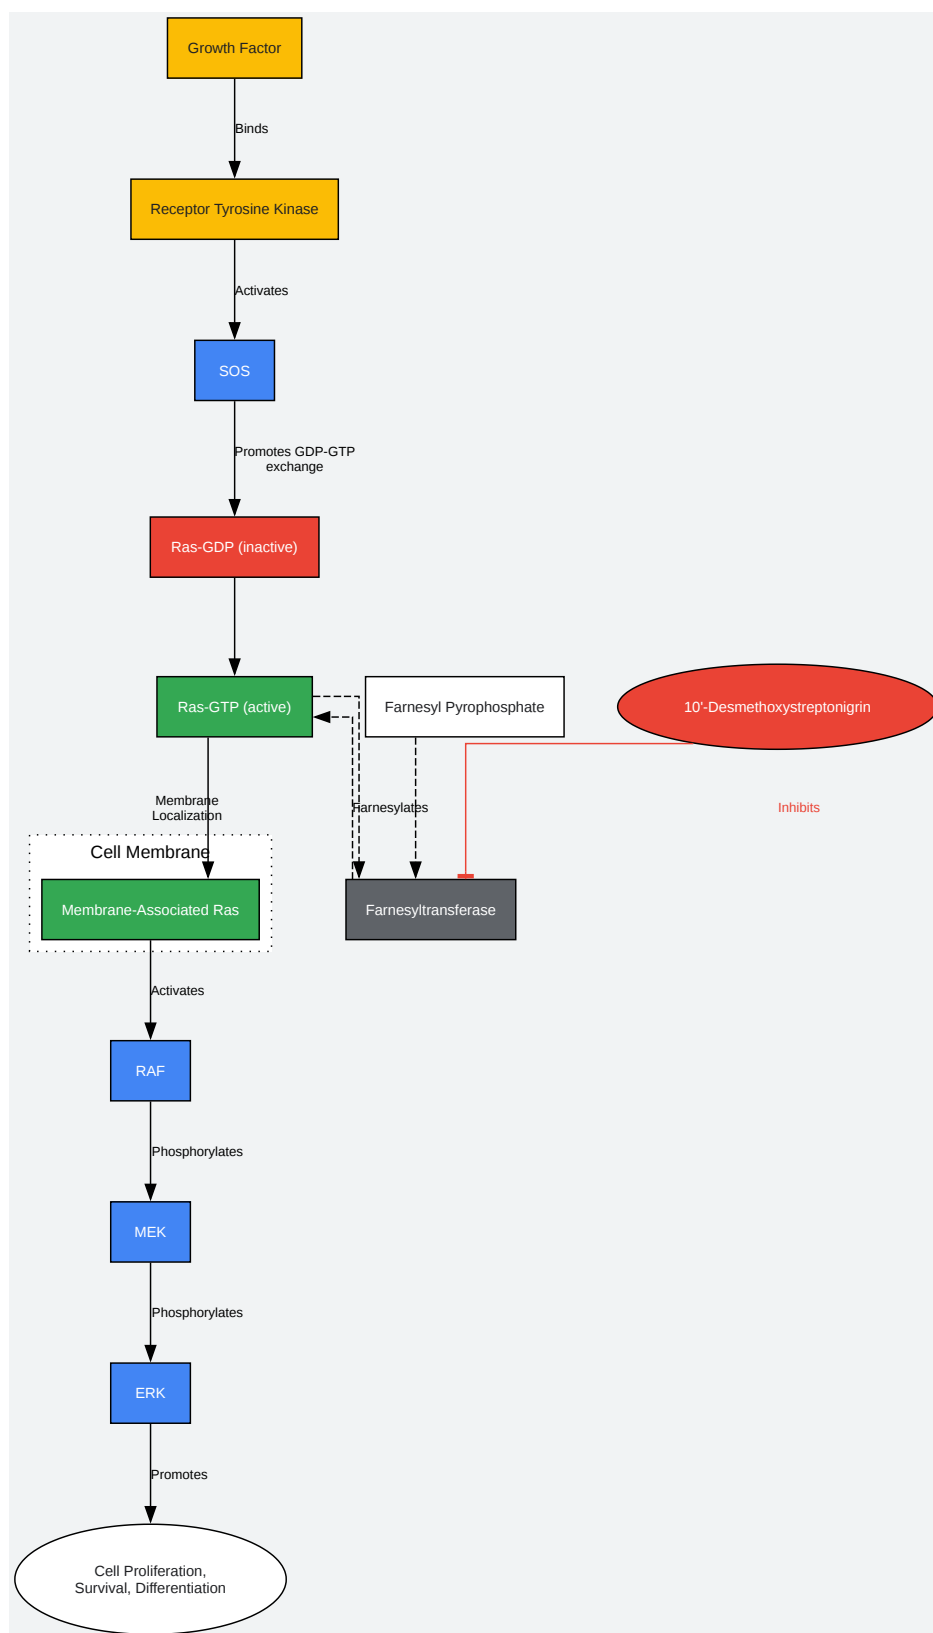 Growth Factor
Binds
Receptor Tyrosine Kinase
Activates
SOS
Promotes GDP-GTP
exchange
Ras-GDP (inactive)
Ras-GTP (active)
Farnesyl Pyrophosphate
10'-Desmethoxystreptonigrin
Membrane
Localization
Farnesylates
Inhibits
Cell Membrane
Membrane-Associated Ras
Farnesyltransferase
Activates
RAF
Phosphorylates
MEK
Phosphorylates
ERK
Promotes
Cell Proliferation,
Survival, Differentiation